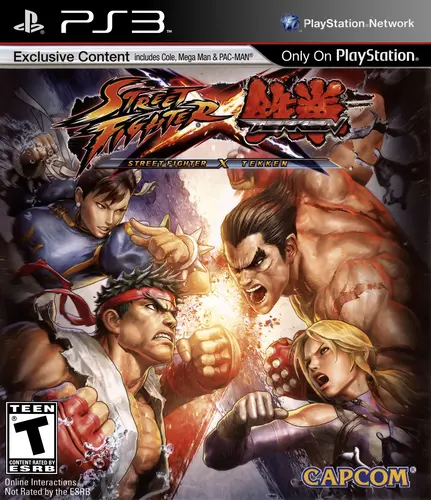 PS3
PlayStation Network
Exclusive Content includes Cole, Mega Man & PAC-MAN®
Only On PlayStation®
STREET
FIGHTER
X
鉄拳
TEKKEN
STREET FIGHTER X TEKKEN
TEEN
T
CONTENT RATED BY
ESRB
Online Interactions
Not Rated by the ESRB
CAPCOM®